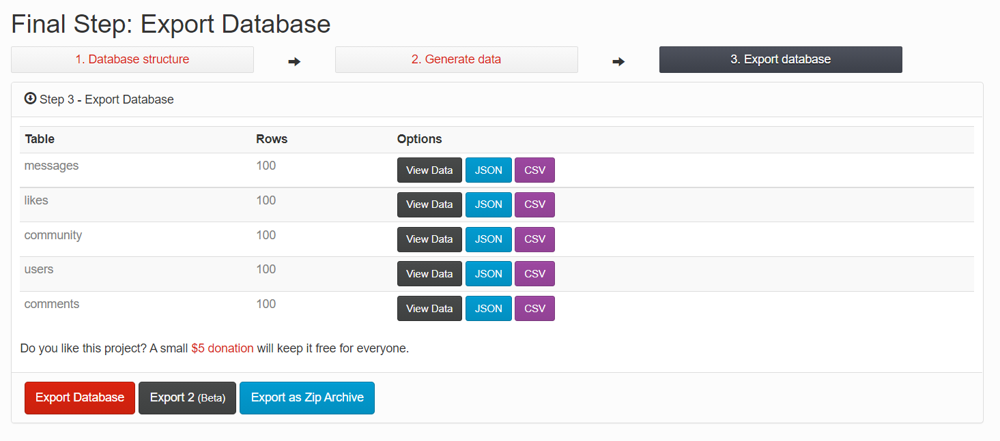 Final Step: Export Database
1. Database structure
2. Generate data
3. Export database
Step 3 - Export Database
Table Rows Options
messages 100 View Data JSON CSV
likes 100 View Data JSON CSV
community 100 View Data JSON CSV
users 100 View Data JSON CSV
comments 100 View Data JSON CSV
Do you like this project? A small $5 donation will keep it free for everyone.
Export Database Export 2 (Beta) Export as Zip Archive